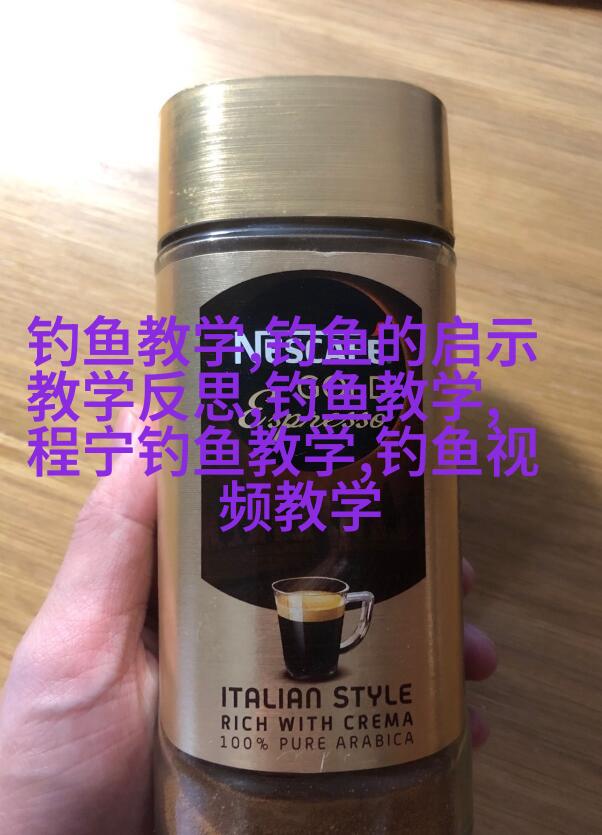 钓鱼教学,钓鱼的启示
教学反思,钓鱼教学,
程宁钓鱼教学,钓鱼视
频教学
NESCAFÉ
GOLD
Espresso
ITALIAN STYLE
RICH WITH CREMA
100% PURE ARABICA